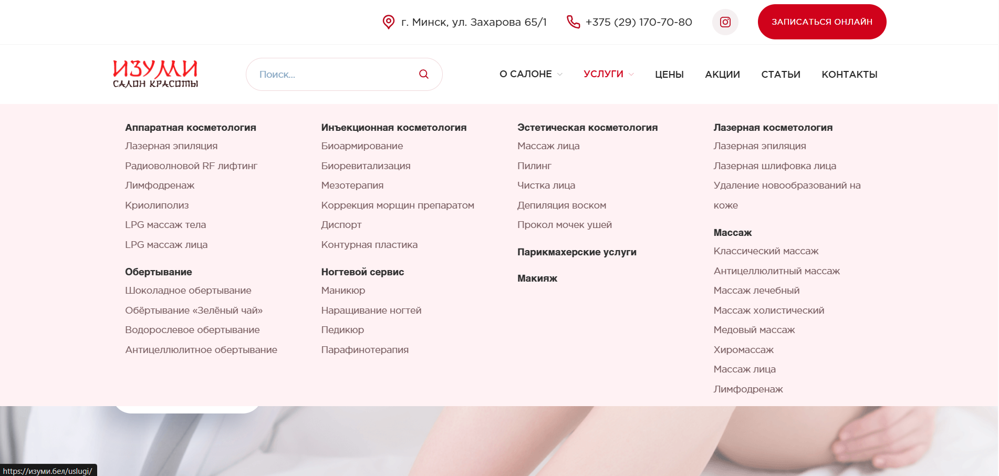 г. Минск, ул. Захарова 65/1
+375 (29) 170-70-80
ЗАПИСАТЬСЯ ОНЛАЙН
ИЗУМИ
САЛОН КРАСОТЫ
Поиск...
О САЛОНЕ
УСЛУГИ
ЦЕНЫ
АКЦИИ
СТАТЬИ
КОНТАКТЫ
Аппаратная косметология
Лазерная эпиляция
Радиоволновой RF лифтинг
Лимфодренаж
Криолиполиз
LPG массаж тела
LPG массаж лица
Обертывание
Шоколадное обертывание
Обёртывание «Зелёный чай»
Водорослевое обертывание
Антицеллюлитное обертывание
Инъекционная косметология
Биоармирование
Биоревитализация
Мезотерапия
Коррекция морщин препаратом
Диспорт
Контурная пластика
Ногтевой сервис
Маникюр
Наращивание ногтей
Педикюр
Парафинотерапия
Эстетическая косметология
Массаж лица
Пилинг
Чистка лица
Депиляция воском
Прокол мочек ушей
Парикмахерские услуги
Макияж
Лазерная косметология
Лазерная эпиляция
Лазерная шлифовка лица
Удаление новообразований на
коже
Массаж
Классический массаж
Антицеллюлитный массаж
Массаж лечебный
Массаж холистический
Медовый массаж
Хиромассаж
Массаж лица
Лимфодренаж
https://изуми.бел/uslugi/